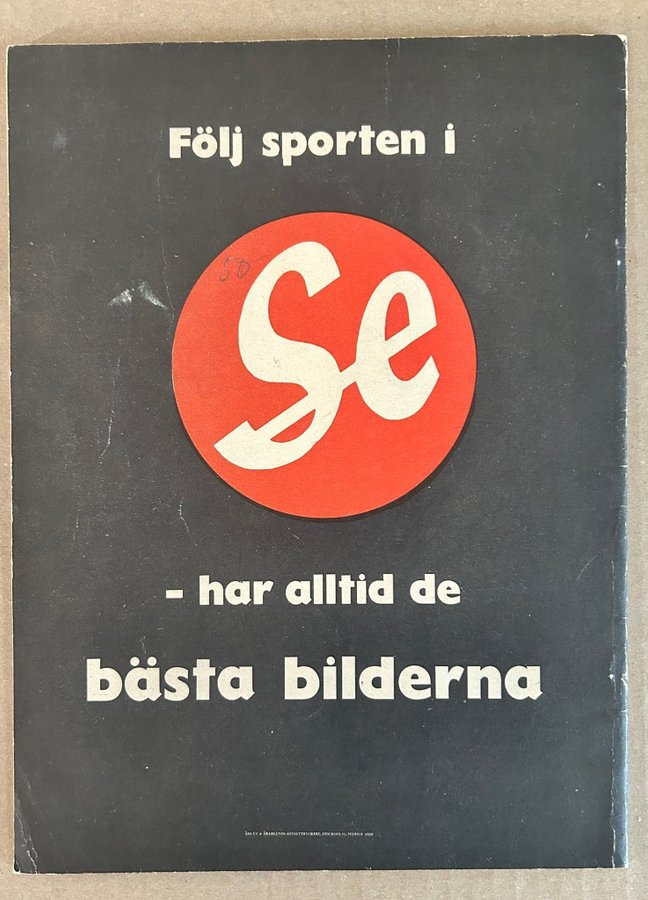 Följ sporten i
Se
- har alltid de
bästa bilderna